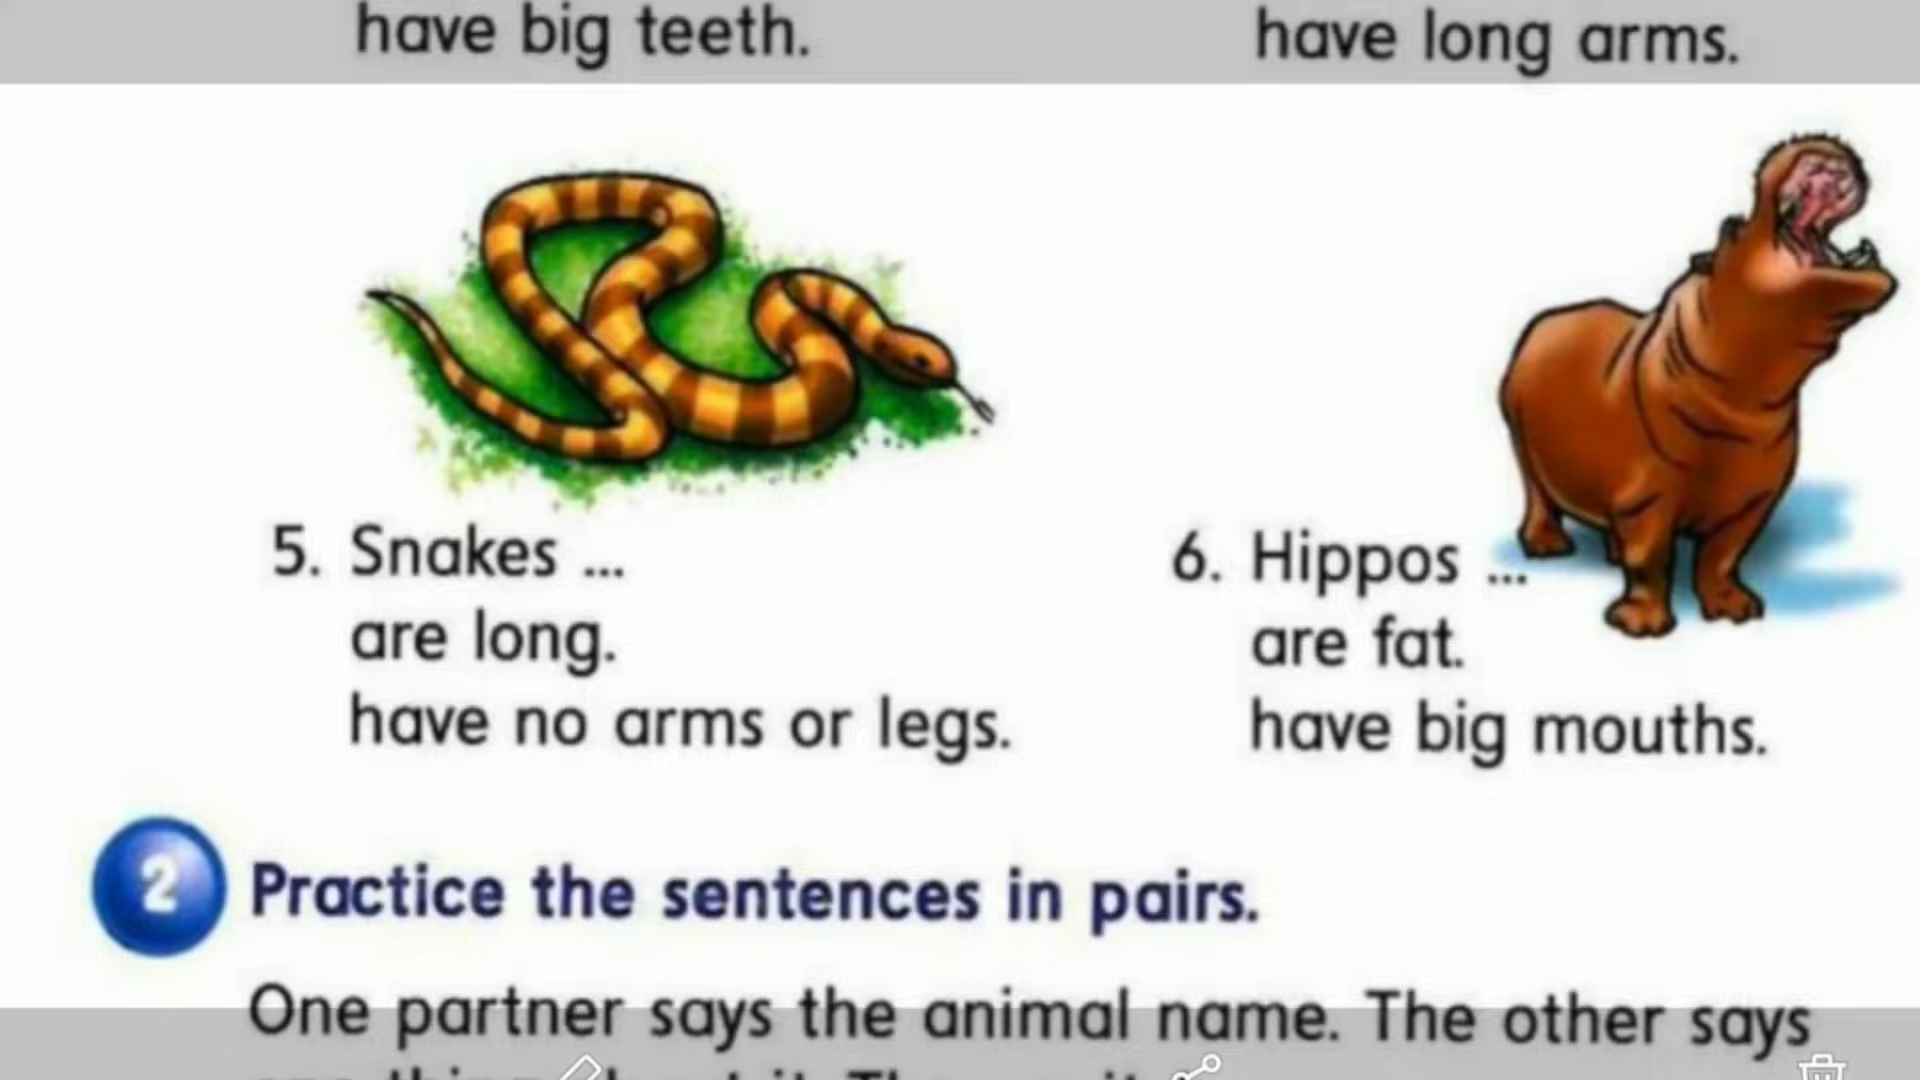 have big teeth.
have long arms.
5. Snakes ...
are long.
have no arms or legs.
6. Hippos ...
are fat.
have big mouths.
2 Practice the sentences in pairs.
One partner says the animal name. The other says